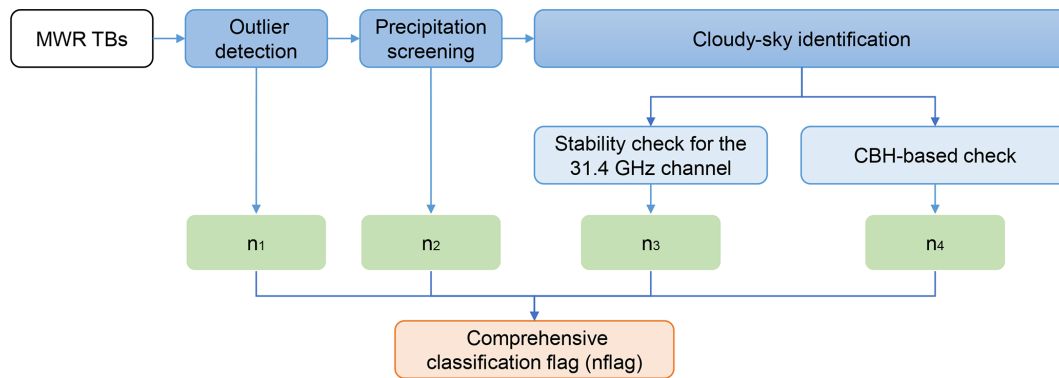 MWR TBs
Outlier
detection
Precipitation
screening
Cloudy-sky identification
Stability check for the
31.4 GHz channel
CBH-based check
n1
n2
n3
n4
Comprehensive
classification flag (nflag)